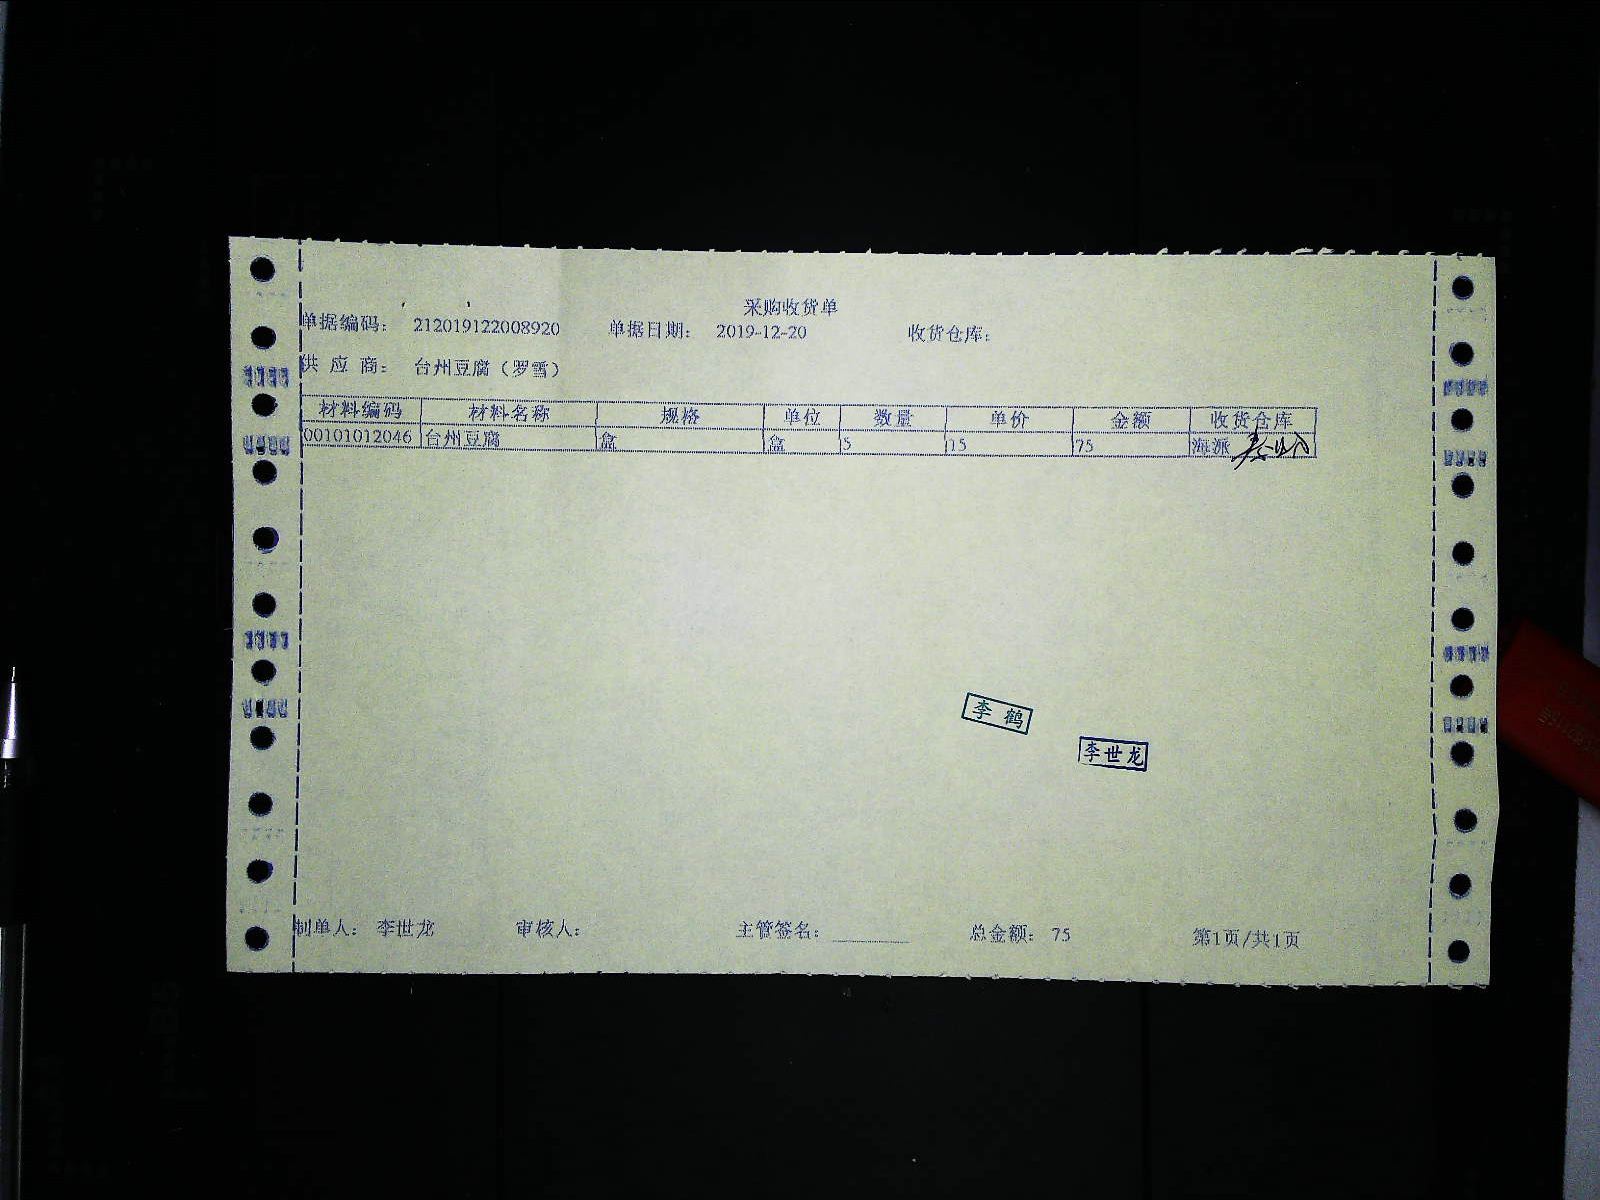 采购收货单
单据编码: 212019122008920 单据日期: 2019-12-20 收货仓库:
供 应 商: 台州豆腐（罗雪）
材料编码 材料名称 规格 单位 数量 单价 金额 收货仓库
00101012046 台州豆腐 盒 盒 5 15 75 海派
李 鹤
李世龙
制单人: 李世龙 审核人: 主管签名: 总金额: 75 第1页/共1页